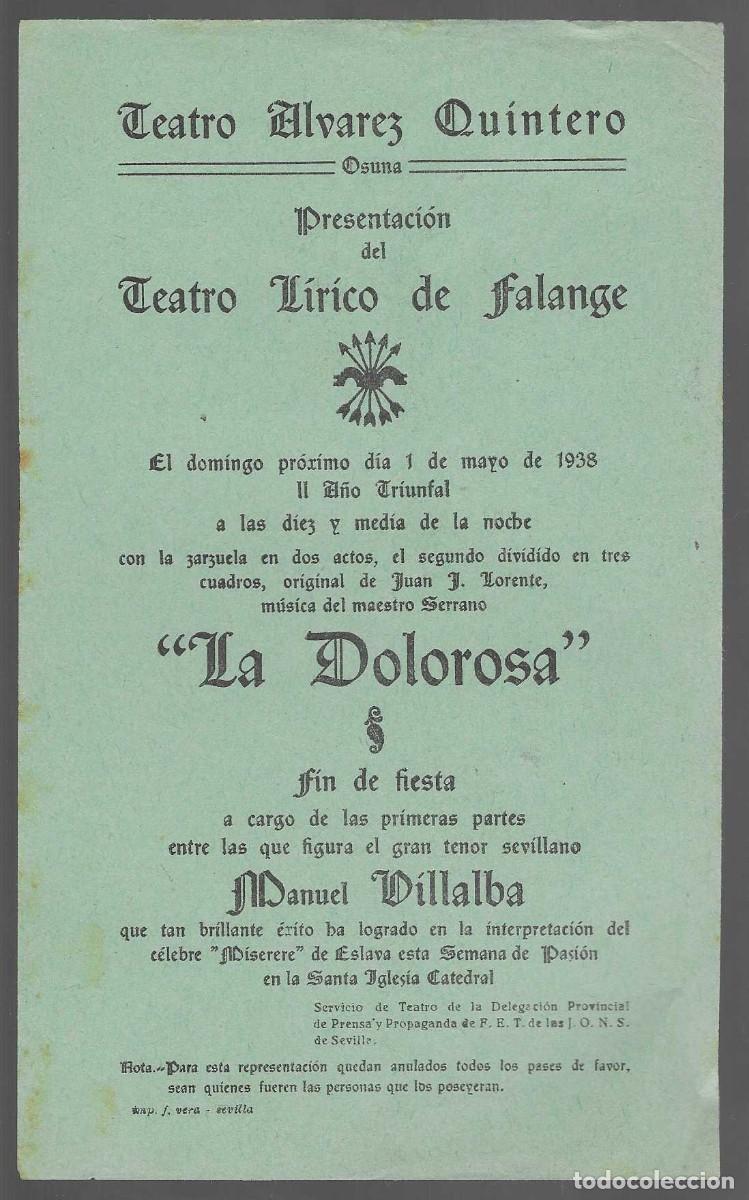 Teatro Alvarez Quintero
Osuna
Presentación
del
Teatro Lírico de Falange
El domingo próximo día 1 de mayo de 1938
II Año Triunfal
a las diez y media de la noche
con la zarzuela en dos actos, el segundo dividido en tres
cuadros, original de Juan J. Lorente,
música del maestro Serrano
“La Dolorosa”
Fin de fiesta
a cargo de las primeras partes
entre las que figura el gran tenor sevillano
Manuel Villalba
que tan brillante éxito ha logrado en la interpretación del
célebre "Miserere" de Eslava esta Semana de Pasión
en la Santa Iglesia Catedral
Servicio de Teatro de la Delegación Provincial
de Prensa y Propaganda de F. E. T. de las J. O. N. S.
de Sevilla.
Nota.-Para esta representación quedan anulados todos los pases de favor,
sean quienes fueren las personas que los poseyeran.
imp. f. vera - sevilla
todocoleccion